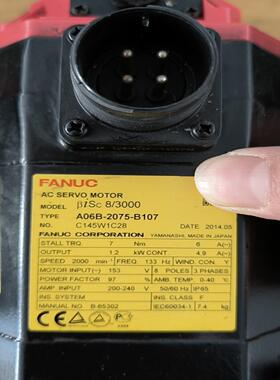 FANUC
AC SERVO MOTOR
MODEL βiSc 8/3000
TYPE A06B-2075-B107
NO. C145W1C28 DATE 2014.05
FANUC CORPORATION YAMANASHI, MADE IN JAPAN
STALL TRQ 7 Nm 6 A(~)
OUTPUT 1.2 kW CONT 4.9 A(~)
SPEED 2000 min⁻¹ FREQ. 133 Hz WIND.CON. Y
MOTOR INPUT(~) 153 V 8 POLES 3 PHASES
POWER FACTOR 97 % AMB.TEMP. 0-40 ℃
AMP. INPUT 200-240 V 50/60 Hz IP65
INS. SYSTEM INS. CLASS F
MANUAL No. B-65302 IEC60034-1 7.4 kg